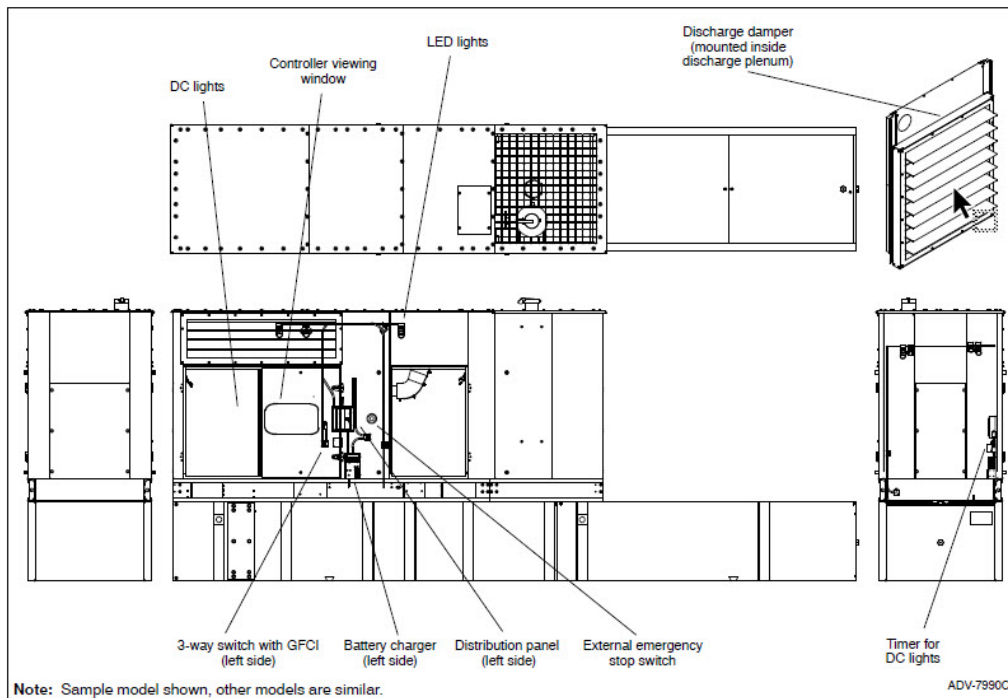 LED lights
Discharge damper
(mounted inside
discharge plenum)
Controller viewing
window
DC lights
3-way switch with GFCI
(left side)
Battery charger
(left side)
Distribution panel
(left side)
External emergency
stop switch
Timer for
DC lights
Note: Sample model shown, other models are similar.
ADV-7990C